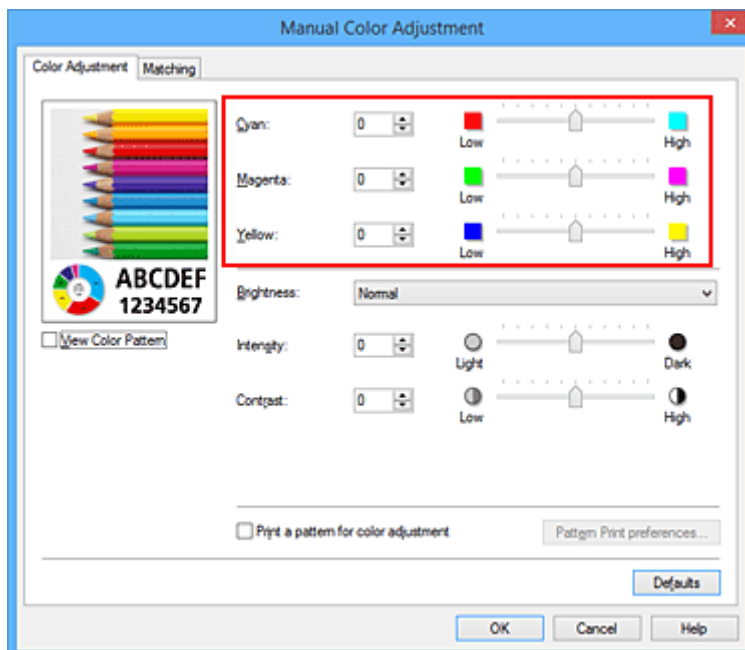 Manual Color Adjustment
Color Adjustment Matching
Cyan: 0 Low High
Magenta: 0 Low High
Yellow: 0 Low High
ABCDEF
1234567
View Color Pattern
Brightness: Normal
Intensity: 0 Light Dark
Contrast: 0 Low High
Print a pattern for color adjustment Pattern Print preferences...
Defaults
OK Cancel Help